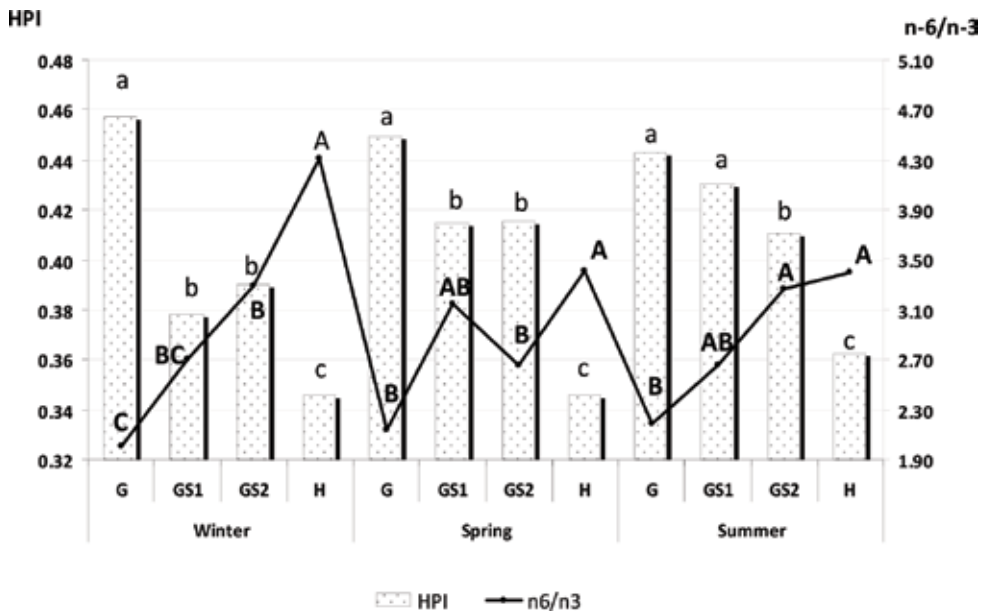 HPI n-6/n-3
0.48 5.10
a
0.46 a 4.70
A a
0.44 a 4.30
b b
0.42 b 3.90
b A
0.40 b A A 3.50
b AB
0.38 B 3.10
BC B AB c
0.36 c c 2.70
B B
0.34 2.30
C
0.32 1.90
G GS1 GS2 H G GS1 GS2 H G GS1 GS2 H
Winter Spring Summer
HPI n6/n3